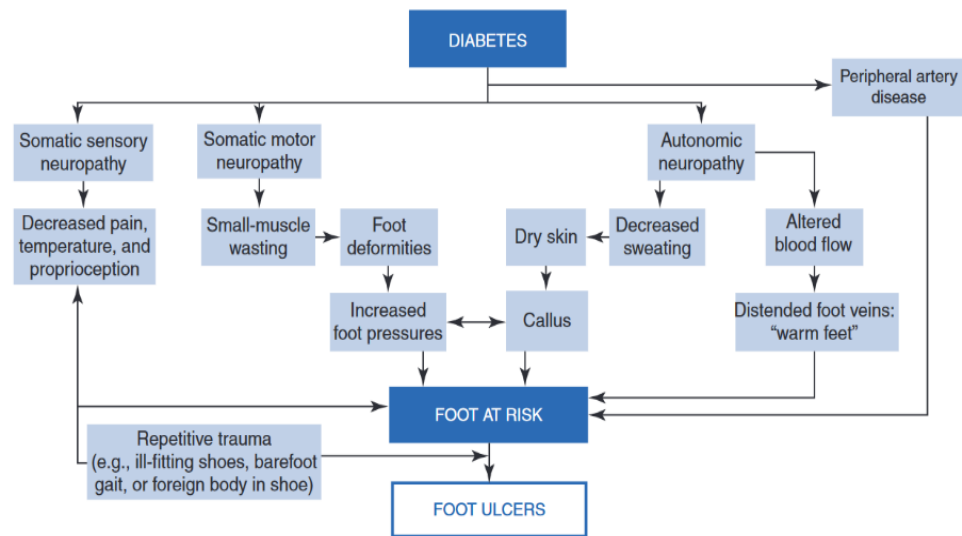 DIABETES
Peripheral artery
disease
Somatic sensory
neuropathy
Somatic motor
neuropathy
Autonomic
neuropathy
Decreased pain,
temperature, and
proprioception
Small-muscle
wasting
Foot
deformities
Dry skin
Decreased
sweating
Altered
blood flow
Increased
foot pressures
Callus
Distended foot veins:
"warm feet"
FOOT AT RISK
Repetitive trauma
(e.g., ill-fitting shoes, barefoot
gait, or foreign body in shoe)
FOOT ULCERS